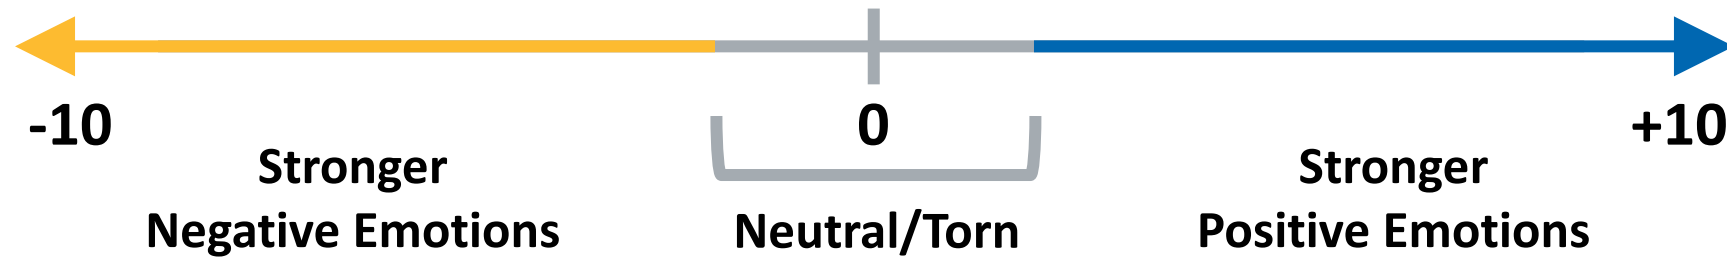 -10
0
+10
Stronger
Negative Emotions
Neutral/Torn
Stronger
Positive Emotions